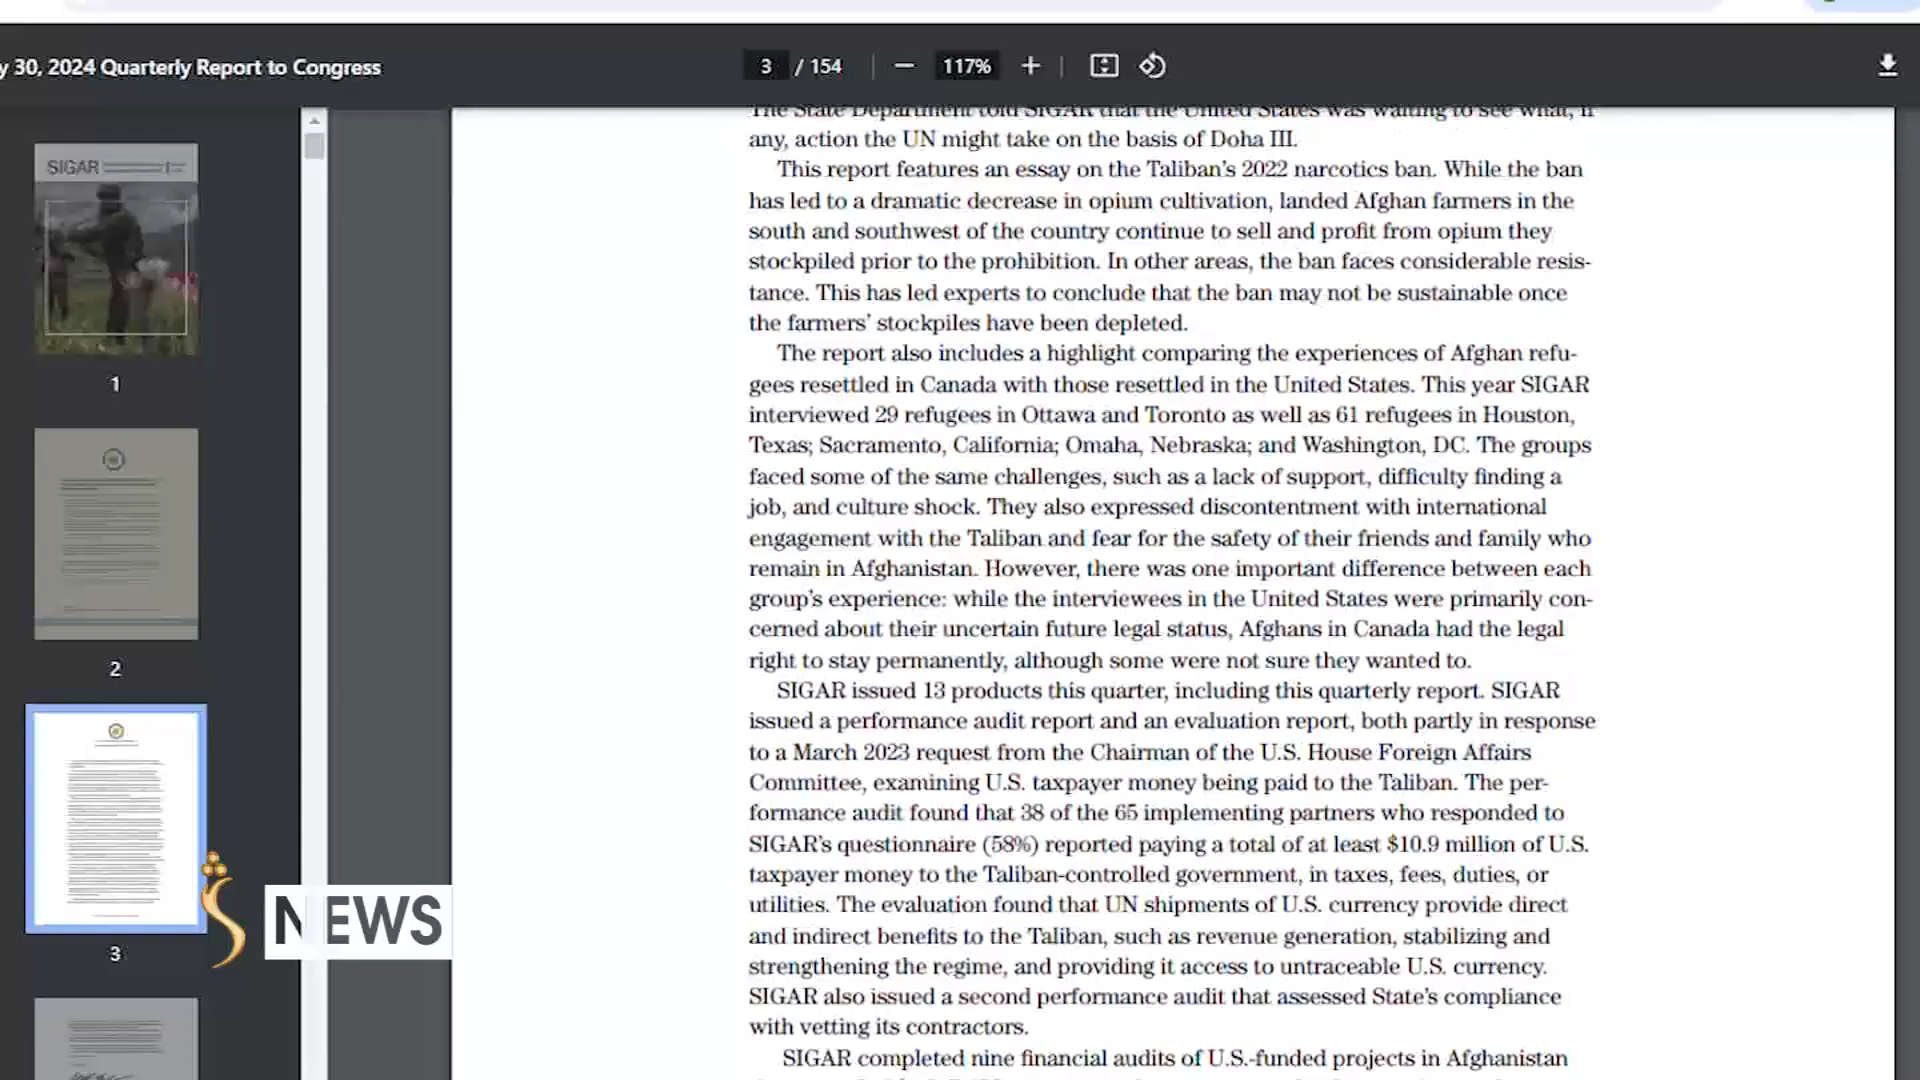 y 30, 2024 Quarterly Report to Congress
3 / 154
117%
The State Department told SIGAR that the United States was waiting to see what, if
any, action the UN might take on the basis of Doha III.
This report features an essay on the Taliban's 2022 narcotics ban. While the ban
has led to a dramatic decrease in opium cultivation, landed Afghan farmers in the
south and southwest of the country continue to sell and profit from opium they
stockpiled prior to the prohibition. In other areas, the ban faces considerable resis-
tance. This has led experts to conclude that the ban may not be sustainable once
the farmers' stockpiles have been depleted.
The report also includes a highlight comparing the experiences of Afghan refu-
gees resettled in Canada with those resettled in the United States. This year SIGAR
interviewed 29 refugees in Ottawa and Toronto as well as 61 refugees in Houston,
Texas; Sacramento, California; Omaha, Nebraska; and Washington, DC. The groups
faced some of the same challenges, such as a lack of support, difficulty finding a
job, and culture shock. They also expressed discontentment with international
engagement with the Taliban and fear for the safety of their friends and family who
remain in Afghanistan. However, there was one important difference between each
group's experience: while the interviewees in the United States were primarily con-
cerned about their uncertain future legal status, Afghans in Canada had the legal
right to stay permanently, although some were not sure they wanted to.
SIGAR issued 13 products this quarter, including this quarterly report. SIGAR
issued a performance audit report and an evaluation report, both partly in response
to a March 2023 request from the Chairman of the U.S. House Foreign Affairs
Committee, examining U.S. taxpayer money being paid to the Taliban. The per-
formance audit found that 38 of the 65 implementing partners who responded to
SIGAR's questionnaire (58%) reported paying a total of at least $10.9 million of U.S.
taxpayer money to the Taliban-controlled government, in taxes, fees, duties, or
utilities. The evaluation found that UN shipments of U.S. currency provide direct
and indirect benefits to the Taliban, such as revenue generation, stabilizing and
strengthening the regime, and providing it access to untraceable U.S. currency.
SIGAR also issued a second performance audit that assessed State's compliance
with vetting its contractors.
SIGAR completed nine financial audits of U.S.-funded projects in Afghanistan
SIGAR
1
2
3
NEWS